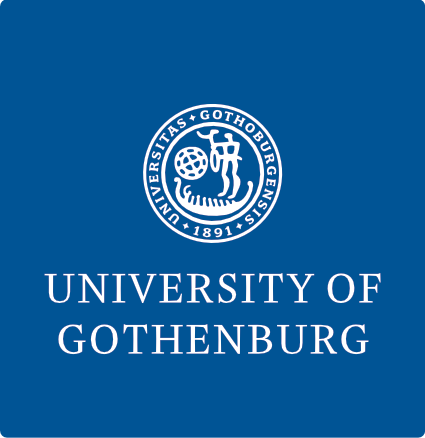 UNIVERSITAS ✦ GOTHOBURGENSIS ✦ 1891 ✦
UNIVERSITY OF
GOTHENBURG